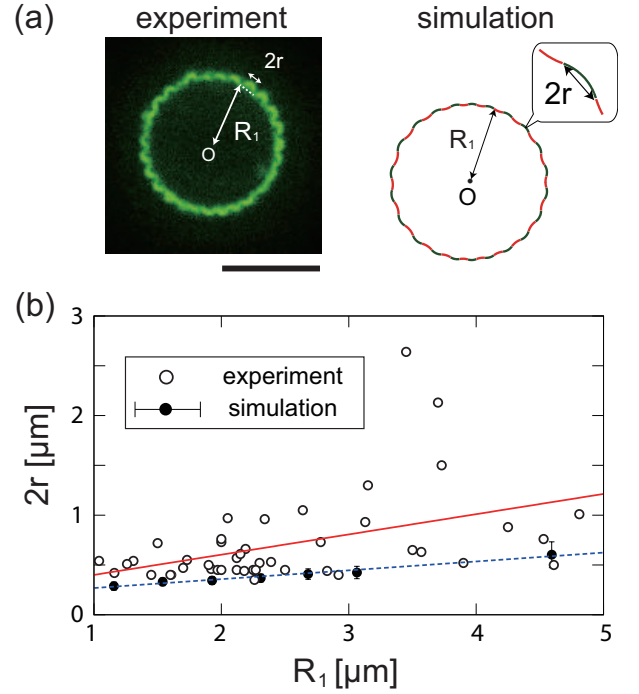 (a) experiment simulation
2r
R₁
O
2r
R₁
O
(b)
3
2
1
0
1 2 3 4 5
2r [μm]
R₁ [μm]
experiment
simulation